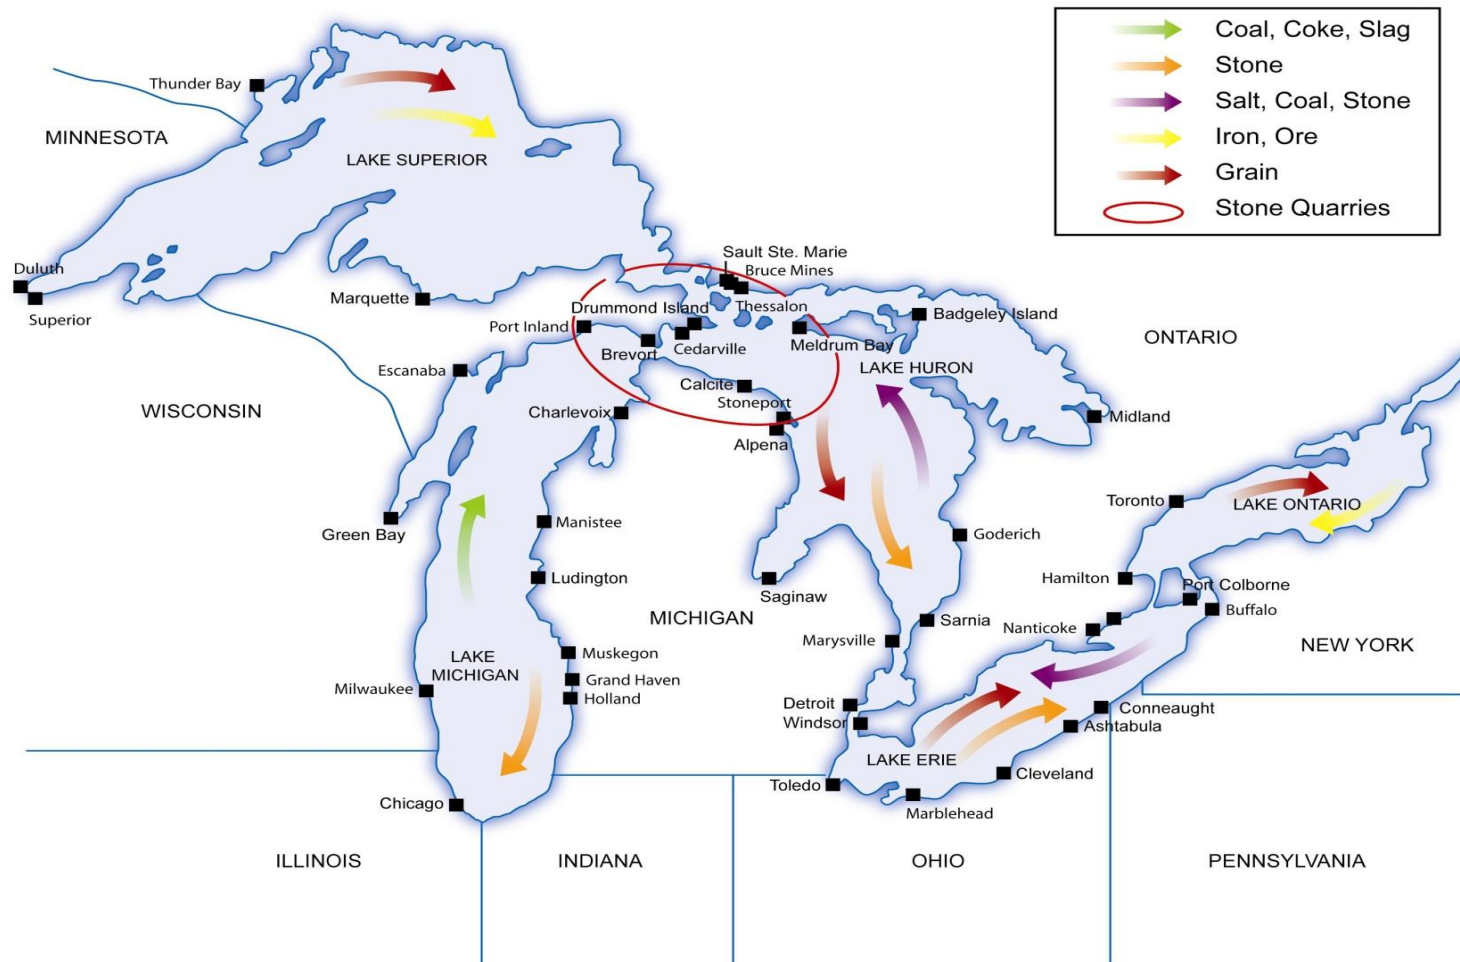 Coal, Coke, Slag
Stone
Salt, Coal, Stone
Iron, Ore
Grain
Stone Quarries
Thunder Bay
MINNESOTA
LAKE SUPERIOR
Duluth
Superior
Marquette
Sault Ste. Marie
Bruce Mines
Thessalon
Drummond Island
Port Inland
Brevort
Cedarville
Meldrum Bay
Badgeley Island
ONTARIO
LAKE HURON
Escanaba
WISCONSIN
Calcite
Stoneport
Charlevoix
Alpena
Midland
Green Bay
Manistee
Ludington
Saginaw
Goderich
Toronto
LAKE ONTARIO
Hamilton
Port Colborne
Buffalo
MICHIGAN
Marysville
Sarnia
Nanticoke
NEW YORK
LAKE
MICHIGAN
Muskegon
Grand Haven
Holland
Milwaukee
Detroit
Windsor
Conneaught
Ashtabula
LAKE ERIE
Cleveland
Toledo
Marblehead
Chicago
ILLINOIS
INDIANA
OHIO
PENNSYLVANIA